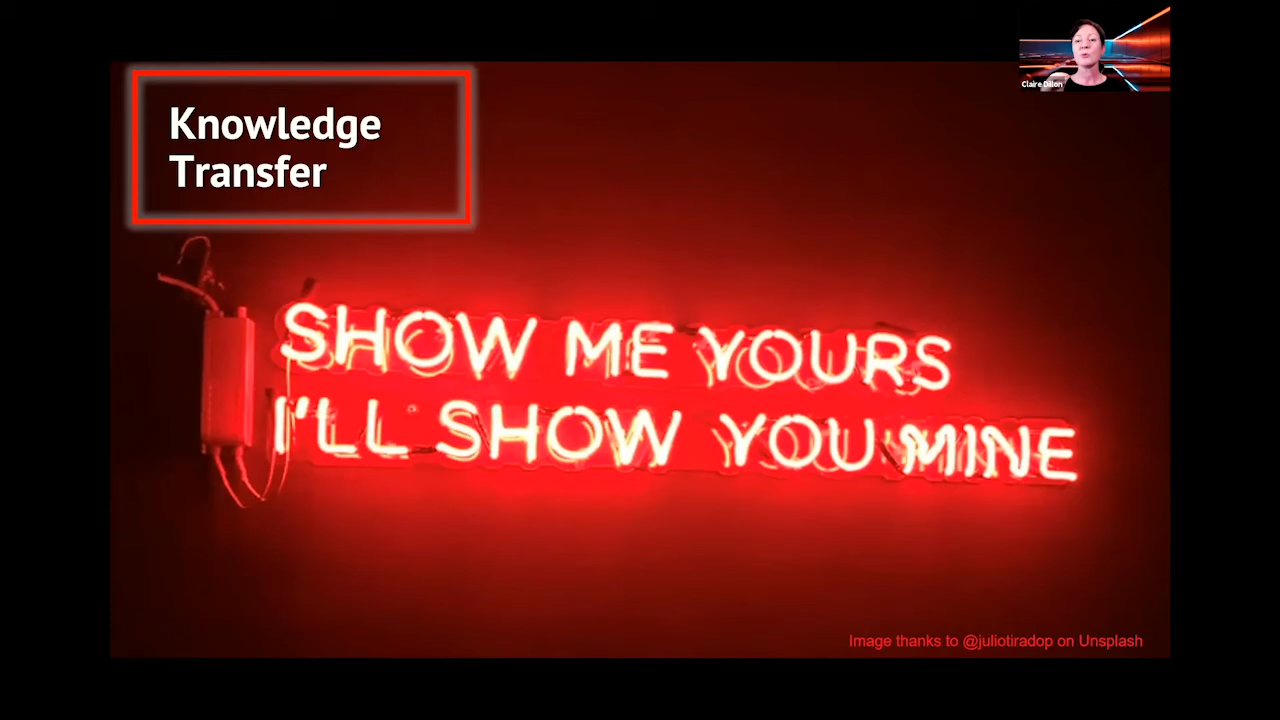 Claire Dillon
Knowledge
Transfer
SHOW ME YOURS
I'LL SHOW YOU MINE
Image thanks to @juliotiradop on Unsplash